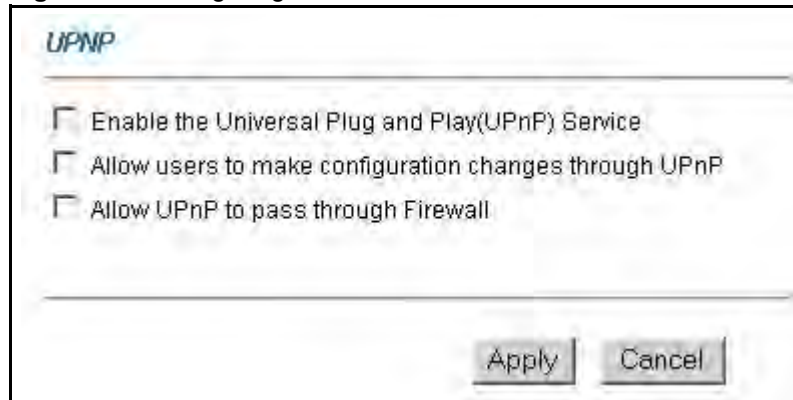 UPNP
Enable the Universal Plug and Play(UPnP) Service
Allow users to make configuration changes through UPnP
Allow UPnP to pass through Firewall
Apply Cancel